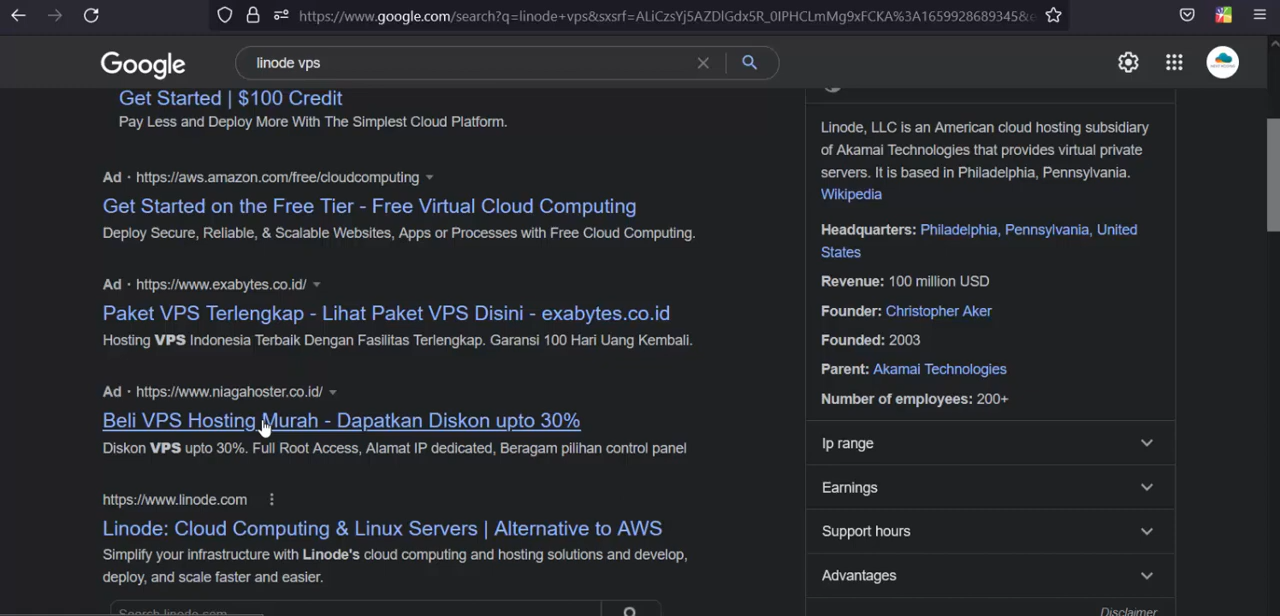 https://www.google.com/search?q=linode+vps&sxsrf=ALiCzsYj5AZDlGdx5R_0IPHCLmMg9xFCKA%3A1659928689345&
Google
linode vps
Get Started | $100 Credit
Pay Less and Deploy More With The Simplest Cloud Platform.
Ad · https://aws.amazon.com/free/cloudcomputing
Get Started on the Free Tier - Free Virtual Cloud Computing
Deploy Secure, Reliable, & Scalable Websites, Apps or Processes with Free Cloud Computing.
Ad · https://www.exabytes.co.id/
Paket VPS Terlengkap - Lihat Paket VPS Disini - exabytes.co.id
Hosting VPS Indonesia Terbaik Dengan Fasilitas Terlengkap. Garansi 100 Hari Uang Kembali.
Ad · https://www.niagahoster.co.id/
Beli VPS Hosting Murah - Dapatkan Diskon upto 30%
Diskon VPS upto 30%. Full Root Access, Alamat IP dedicated, Beragam pilihan control panel
https://www.linode.com
Linode: Cloud Computing & Linux Servers | Alternative to AWS
Simplify your infrastructure with Linode's cloud computing and hosting solutions and develop,
deploy, and scale faster and easier.
Search linode.com
Linode, LLC is an American cloud hosting subsidiary
of Akamai Technologies that provides virtual private
servers. It is based in Philadelphia, Pennsylvania.
Wikipedia
Headquarters: Philadelphia, Pennsylvania, United
States
Revenue: 100 million USD
Founder: Christopher Aker
Founded: 2003
Parent: Akamai Technologies
Number of employees: 200+
Ip range
Earnings
Support hours
Advantages
Disclaimer